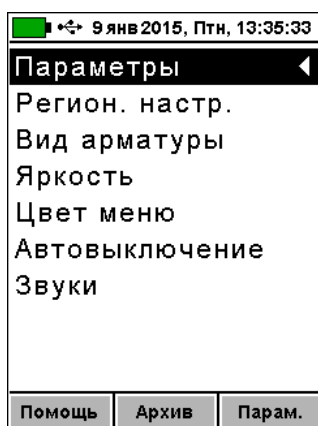 9 янв 2015, Птн, 13:35:33
Параметры
Регион. настр.
Вид арматуры
Яркость
Цвет меню
Автовыключение
Звуки
Помощь Архив Парам.